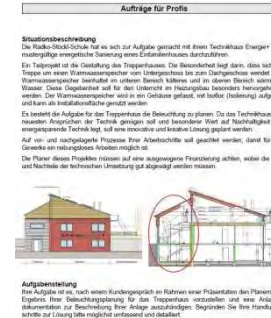 Aufträge für Profis
Situationsbeschreibung
Die Radko-Stöckl-Schule hat es sich zur Aufgabe gemacht mit ihrem Technikhaus Energie+
mustergültige energetische Sanierung eines Einfamilienhauses durchzuführen.
Ein Teilprojekt ist die Gestaltung des Treppenhauses. Die Besonderheit liegt darin, dass sich
Treppe um einen Warmwasserspeicher vom Untergeschoss bis zum Dachgeschoss wendet.
Warmwasserspeicher beinhaltet im unteren Bereich kälteres und im oberen Bereich wärm
Wasser. Diese Gegebenheit soll für den Unterricht im Heizungsbau besonders hervorgeh
werden. Der Warmwasserspeicher wird in ein Gehäuse gefasst, mit Isofloc (Isolierung) aufg
und kann als Installationsfläche genutzt werden.
Es besteht die Aufgabe für das Treppenhaus die Beleuchtung zu planen. Da das Technikhaus
neuesten Ansprüchen der Technik genügen soll und besonderer Wert auf Nachhaltigkeit
energiesparende Technik legt, soll eine innovative und kreative Lösung geplant werden.
Auf vor- und nachgelagerte Prozesse Ihrer Arbeitsschritte soll geachtet werden, damit für
Gewerke ein reibungsloses Arbeiten möglich ist.
Die Planer dieses Projektes müssen auf eine ausgewogene Finanzierung achten, wobei die
und Nachteile der technischen Umsetzung gut abgewägt werden müssen.
Aufgabenstellung
Ihre Aufgabe ist es, nach einem Kundengespräch im Rahmen einer Präsentation den Planern
Ergebnis Ihrer Beleuchtungsplanung für das Treppenhaus vorzustellen und eine Anla
dokumentation zur Beschreibung Ihrer Anlage auszuhändigen. Begründen Sie Ihre Handlu
schritte zur Lösung bitte möglichst umfassend und detailliert.